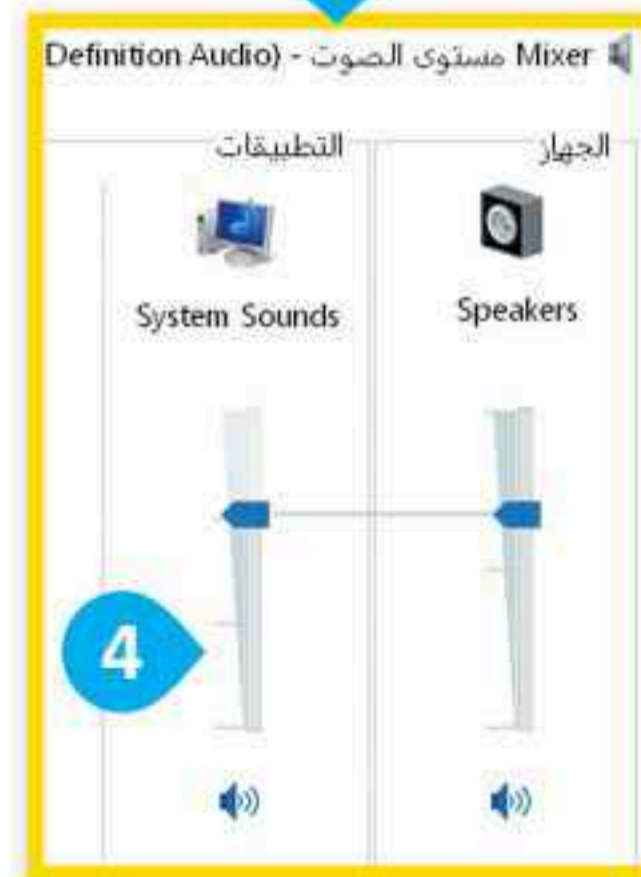 Mixer مستوى الصوت - (Definition Audio
الجهاز
التطبيقات
Speakers
System Sounds
4